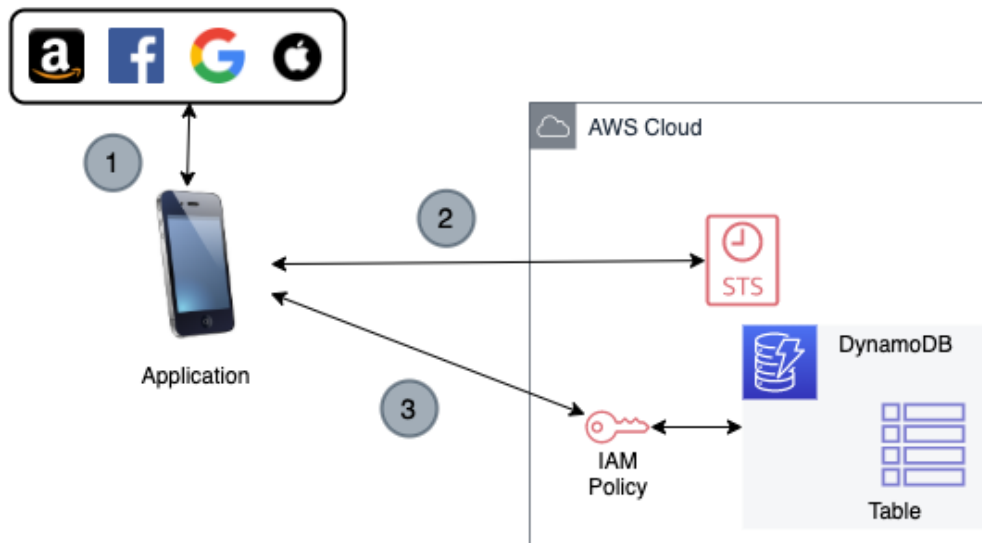 a
f
G
1
AWS Cloud
2
STS
Application
DynamoDB
3
IAM
Policy
Table